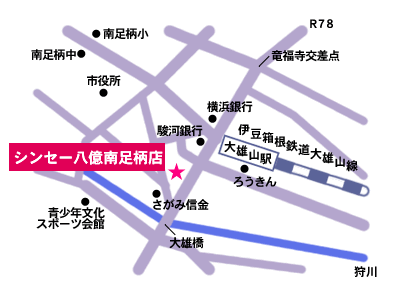 R78
南足柄小
南足柄中
竜福寺交差点
市役所
横浜銀行
駿河銀行
伊豆箱根鉄道大雄山線
大雄山駅
シンセー八億南足柄店
ろうきん
さがみ信金
青少年文化
スポーツ会館
大雄橋
狩川